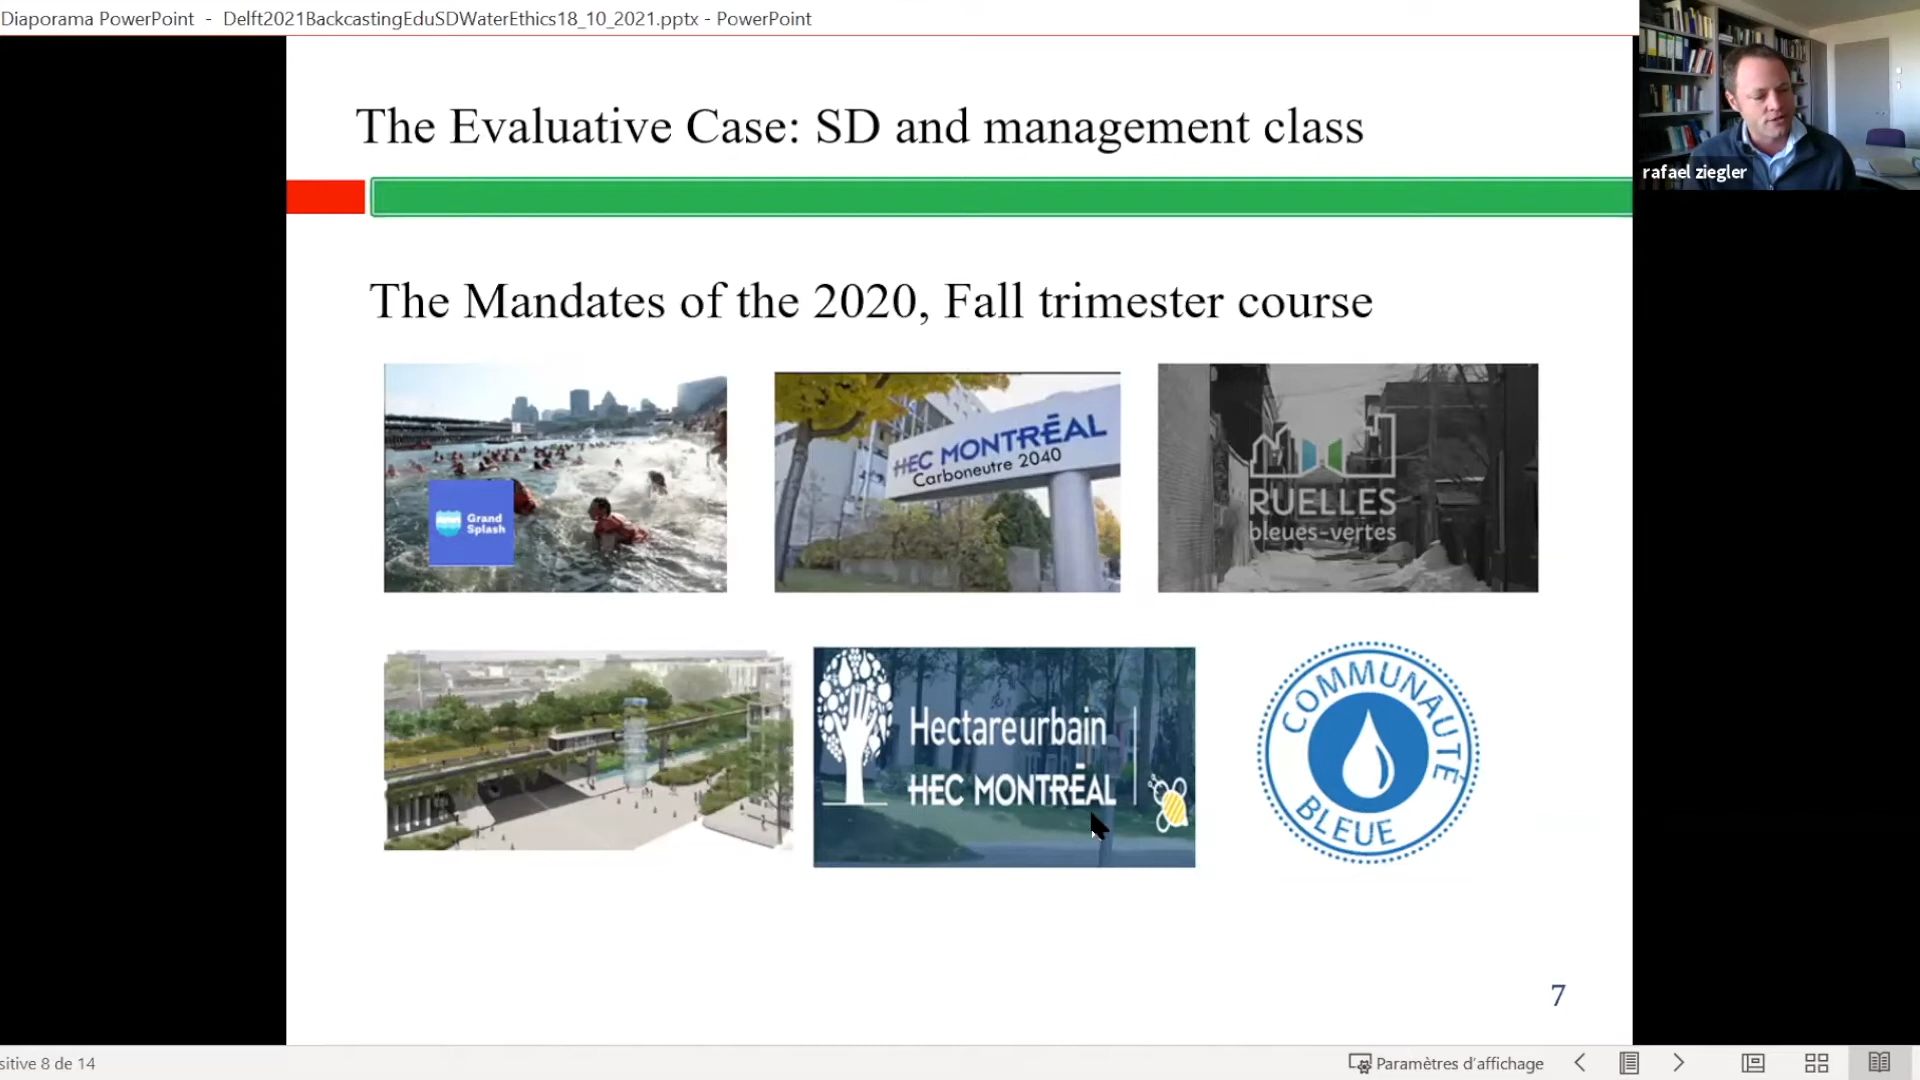 Diaporama PowerPoint - Delft2021BackcastingEduSDWaterEthics18_10_2021.pptx - PowerPoint
rafael ziegler
The Evaluative Case: SD and management class
The Mandates of the 2020, Fall trimester course
Grand
Splash
HEC MONTRĒAL
Carboneutre 2040
RUELLES
bleues-vertes
Hectareurbain
HEC MONTRĒAL
COMMUNAUTÉ
BLEUE
7
sitive 8 de 14
Paramètres d'affichage